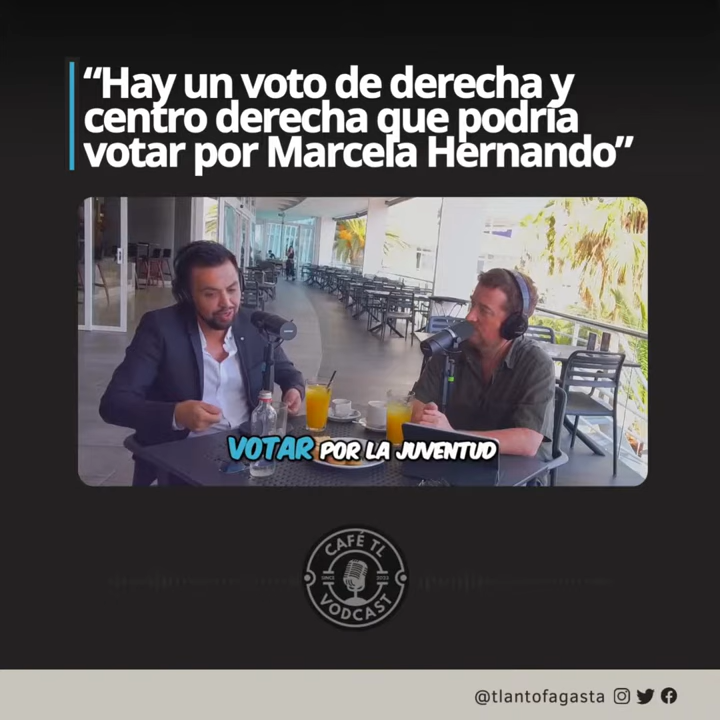 “Hay un voto de derecha y
centro derecha que podría
votar por Marcela Hernando”
VOTAR POR LA JUVENTUD
CAFÉ TL
SINCE 2023
VODCAST
@tlantofagasta